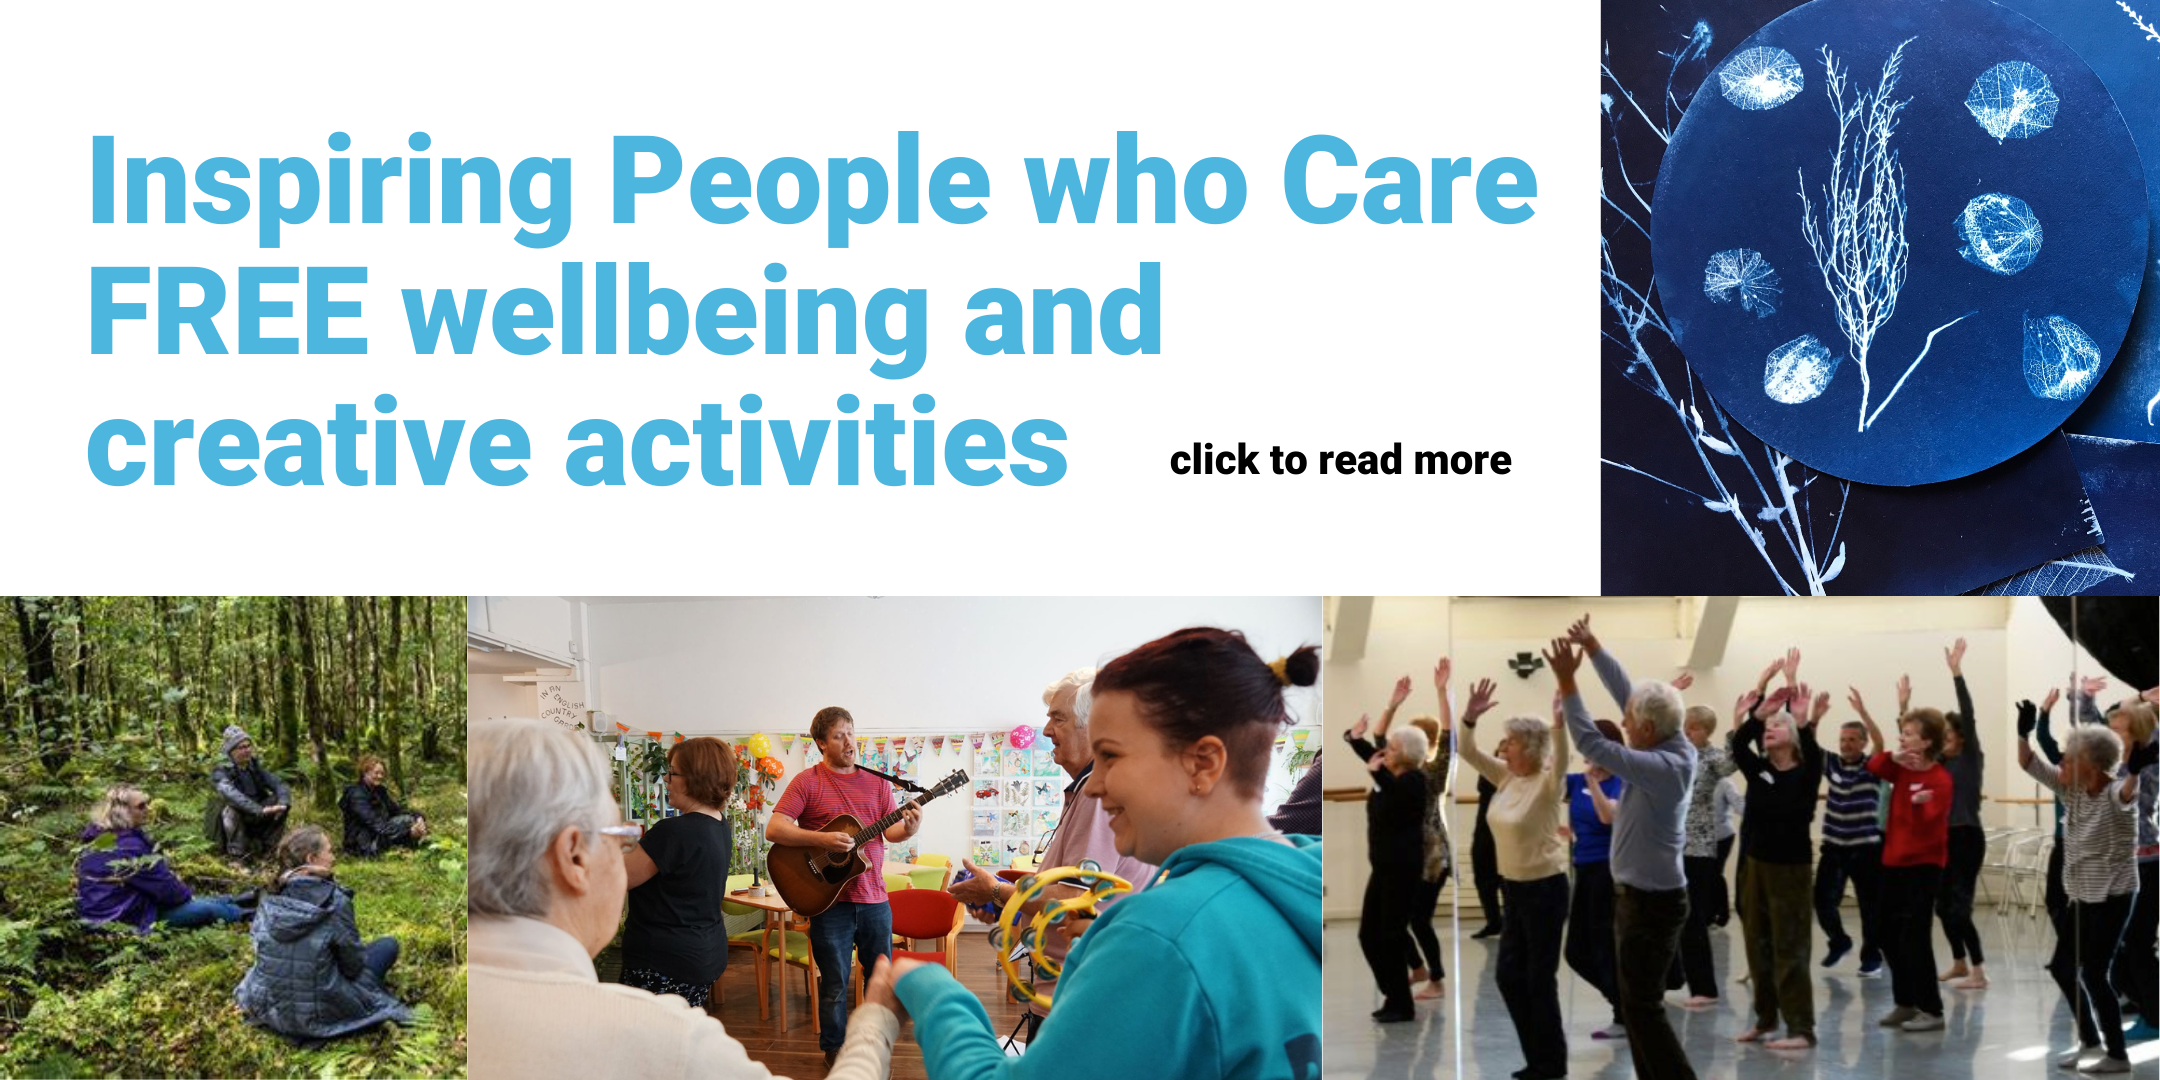 Inspiring People who Care
FREE wellbeing and
creative activities
click to read more
IN AN
ENGLISH
COUNTRY
GARDEN